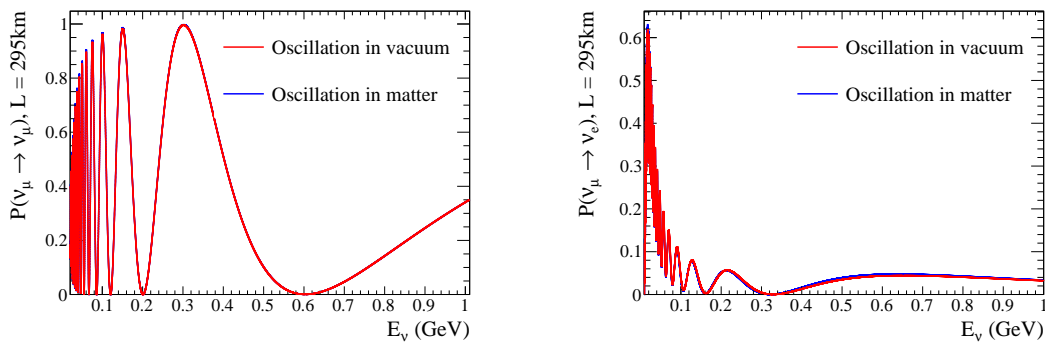 P(ν_μ → ν_μ), L = 295km
1
0.8
0.6
0.4
0.2
0
Oscillation in vacuum
Oscillation in matter
0.1 0.2 0.3 0.4 0.5 0.6 0.7 0.8 0.9 1
E_ν (GeV)
P(ν_μ → ν_e), L = 295km
0.6
0.5
0.4
0.3
0.2
0.1
0
Oscillation in vacuum
Oscillation in matter
0.1 0.2 0.3 0.4 0.5 0.6 0.7 0.8 0.9 1
E_ν (GeV)